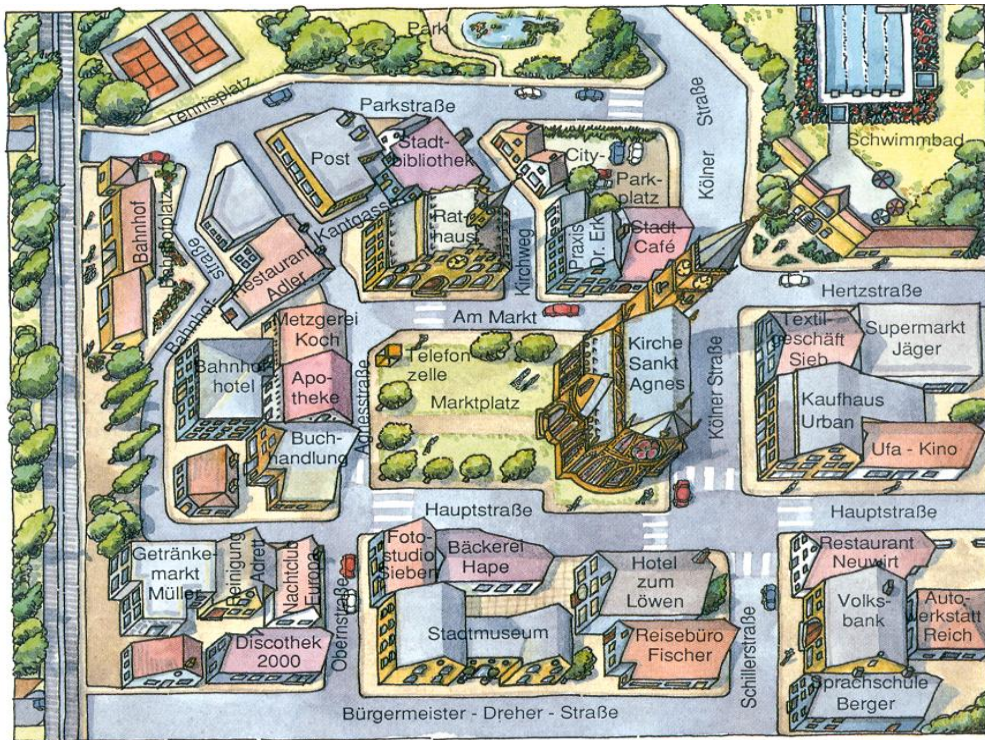 Park
Tennisplatz
Parkstraße
Kölner
Straße
Schwimmbad
Post
Stadt-
bibliothek
City-
Park-
platz
Bahnhof
Bahnhofplatz
Bahnhof-
straße
Restaurant
Adler
Kantgass
Rat-
haus
Kirchweg
Praxis
Dr. Erk
Stadt-
Café
Hertzstraße
Am Markt
Metzgerei
Koch
Bahnhof
hotel
Apo-
theke
Agnesstraße
Telefon
zelle
Marktplatz
Kirche
Sankt
Agnes
Kölner Straße
Textil-
geschäft
Sieb
Supermarkt
Jäger
Kaufhaus
Urban
Ufa - Kino
Buch-
handlung
Hauptstraße
Hauptstraße
Getränke-
markt
Müller
Reinigung
Adrett
Nachtclub
Europa
Obernstraße
Foto-
studio
Sieben
Bäckerei
Hape
Hotel
zum
Löwen
Restaurant
Neuwirt
Volks-
bank
Auto-
werkstatt
Reich
Discothek
2000
Stadtmuseum
Reisebüro
Fischer
Schillerstraße
Sprachschule
Berger
Bürgermeister - Dreher - Straße